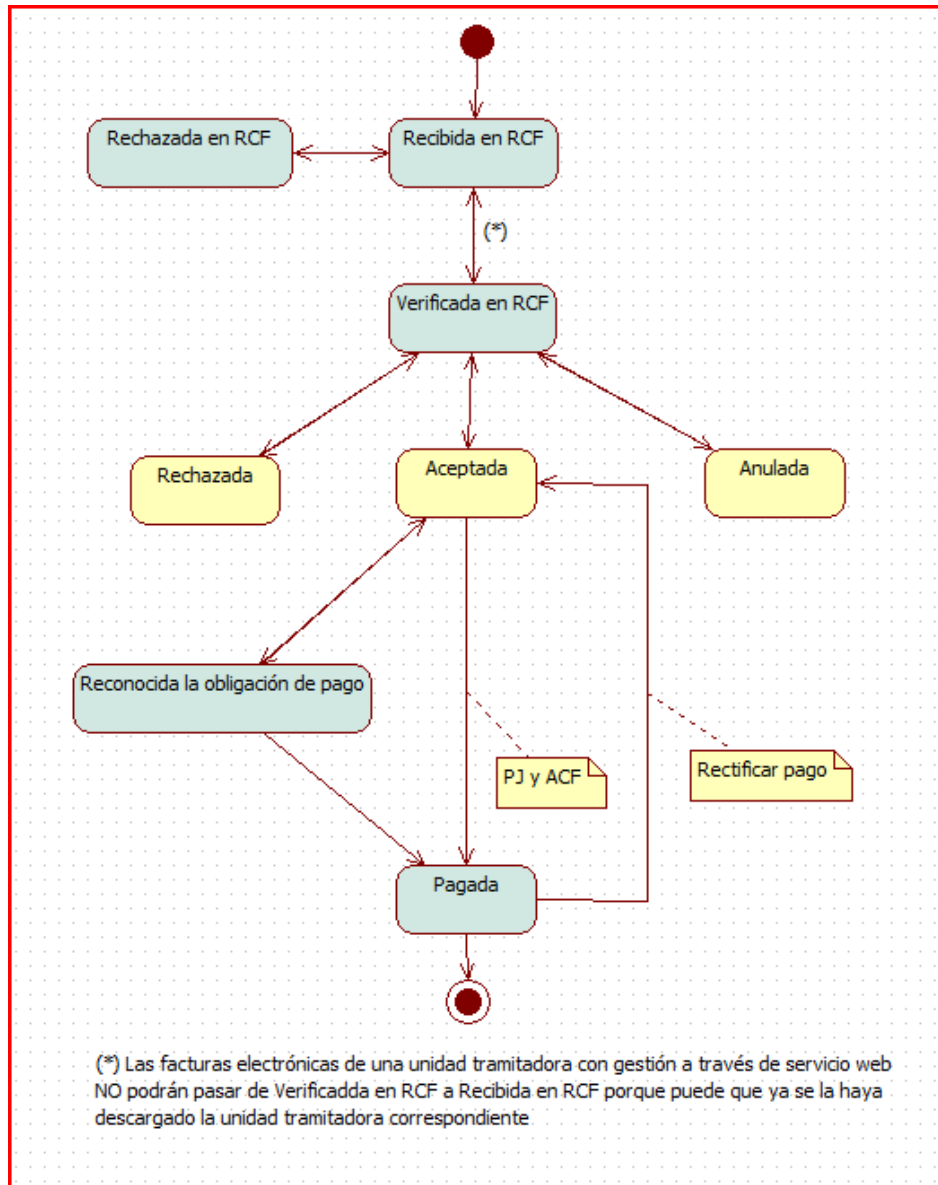 Rechazada en RCF
Recibida en RCF
(*)
Verificada en RCF
Rechazada
Aceptada
Anulada
Reconocida la obligación de pago
PJ y ACF
Rectificar pago
Pagada
(*) Las facturas electrónicas de una unidad tramitadora con gestión a través de servicio web
NO podrán pasar de Verificadda en RCF a Recibida en RCF porque puede que ya se la haya
descargado la unidad tramitadora correspondiente